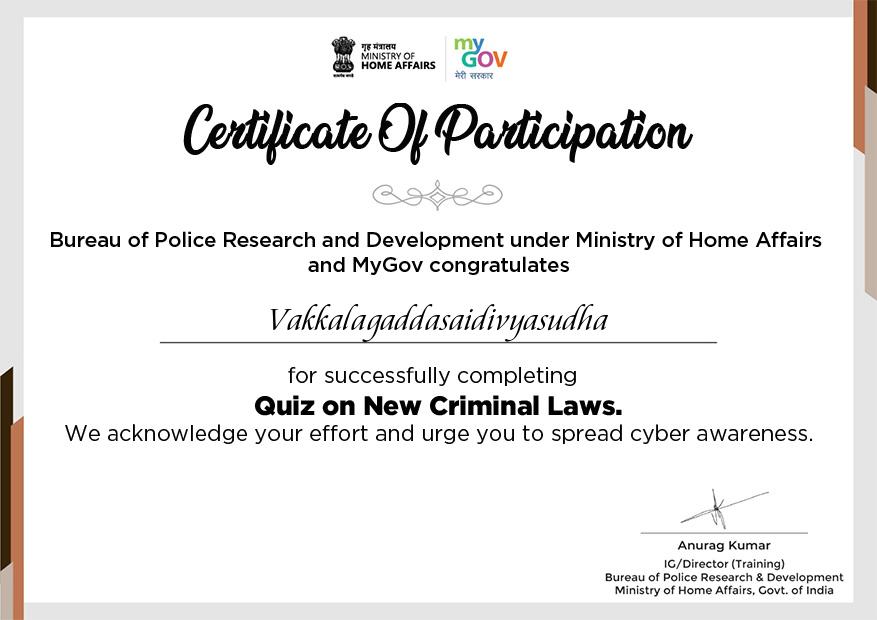 गृह मंत्रालय
MINISTRY OF
HOME AFFAIRS
सत्यमेव जयते
my
GOV
मेरी सरकार
Certificate Of Participation
Bureau of Police Research and Development under Ministry of Home Affairs
and MyGov congratulates
Vakkalagaddasaidivyasudha
for successfully completing
Quiz on New Criminal Laws.
We acknowledge your effort and urge you to spread cyber awareness.
Anurag Kumar
IG/Director (Training)
Bureau of Police Research & Development
Ministry of Home Affairs, Govt. of India